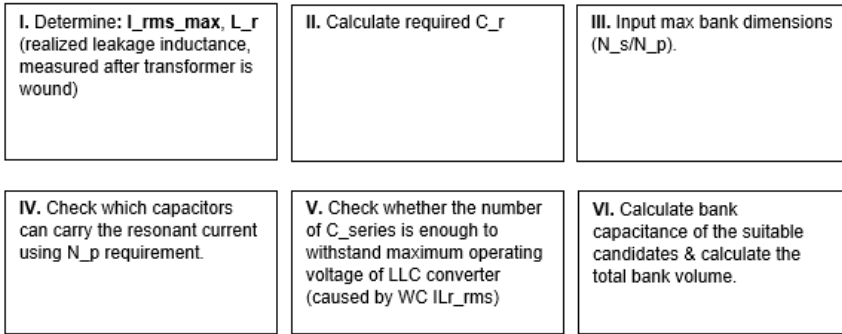 I. Determine: I_rms_max, L_r
(realized leakage inductance,
measured after transformer is
wound)
II. Calculate required C_r
III. Input max bank dimensions
(N_s/N_p).
IV. Check which capacitors
can carry the resonant current
using N_p requirement.
V. Check whether the number
of C_series is enough to
withstand maximum operating
voltage of LLC converter
(caused by WC ILr_rms)
VI. Calculate bank
capacitance of the suitable
candidates & calculate the
total bank volume.